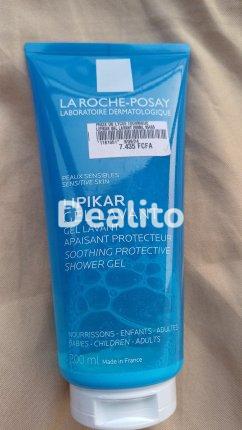 LA ROCHE-POSAY
LABORATOIRE DERMATOLOGIQUE
7.435 FCFA
PEAUX SENSIBLES
SENSITIVE SKIN
LIPIKAR
Dealito
GEL LAVANT
APAISANT PROTECTEUR
SOOTHING PROTECTIVE
SHOWER GEL
NOURRISSONS - ENFANTS - ADULTES
BABIES - CHILDREN - ADULTS
200 ml Made in France